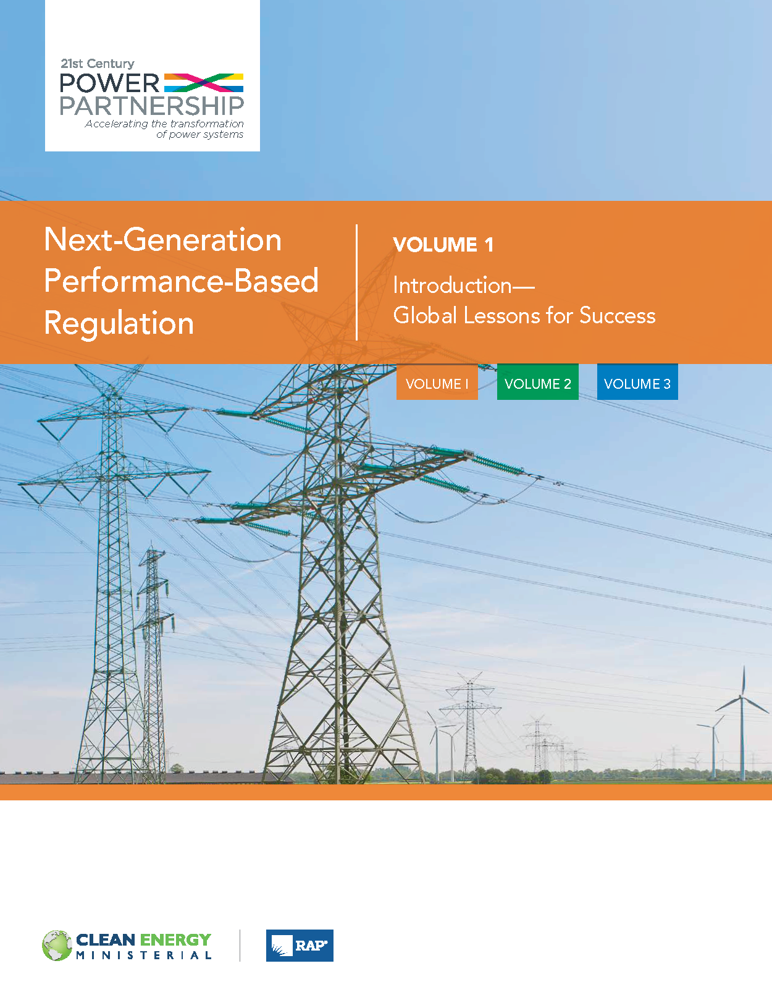 21st Century
POWER
PARTNERSHIP
Accelerating the transformation
of power systems
Next-Generation
Performance-Based
Regulation
VOLUME 1
Introduction—
Global Lessons for Success
VOLUME I
VOLUME 2
VOLUME 3
CLEAN ENERGY
MINISTERIAL
RAP®